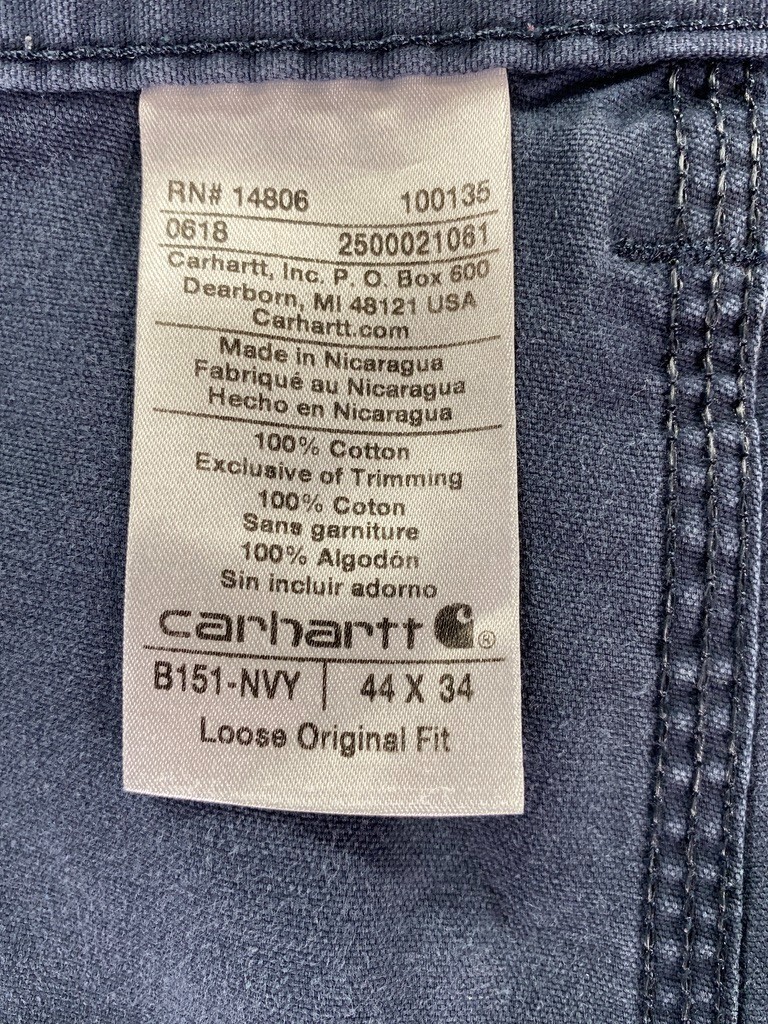 RN# 14806 100135
0618 2500021061
Carhartt, Inc. P. O. Box 600
Dearborn, MI 48121 USA
Carhartt.com
Made in Nicaragua
Fabriqué au Nicaragua
Hecho en Nicaragua
100% Cotton
Exclusive of Trimming
100% Coton
Sans garniture
100% Algodón
Sin incluir adorno
carhartt ®
B151-NVY | 44 X 34
Loose Original Fit